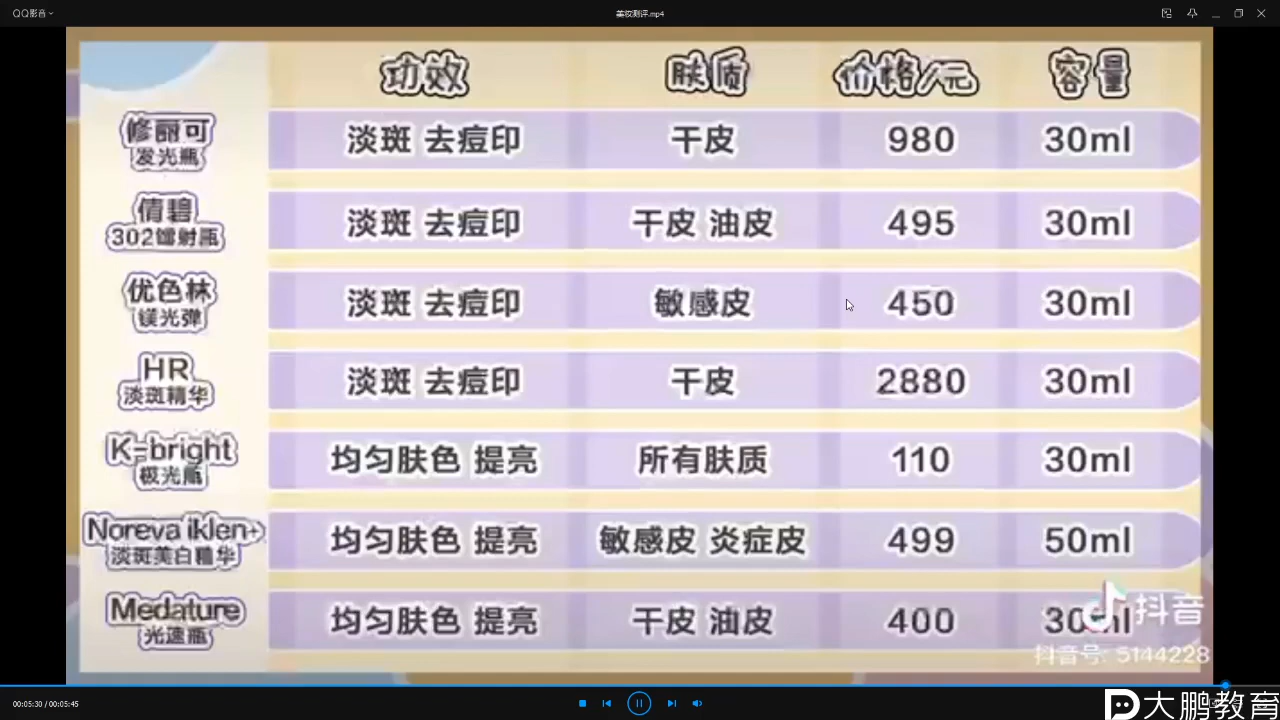 QQ影音
美妆测评.mp4
功效 肤质 价格/元 容量
修丽可
发光瓶
淡斑 去痘印 干皮 980 30ml
倩碧
302镭射瓶
淡斑 去痘印 干皮 油皮 495 30ml
优色林
镁光弹
淡斑 去痘印 敏感皮 450 30ml
HR
淡斑精华
淡斑 去痘印 干皮 2880 30ml
K-bright
极光瓶
均匀肤色 提亮 所有肤质 110 30ml
Noreva iklen+
淡斑美白精华
均匀肤色 提亮 敏感皮 炎症皮 499 50ml
Medature
光速瓶
均匀肤色 提亮 干皮 油皮 400 30ml
抖音
抖音号: 5144228
00:05:30 / 00:05:45
大鹏教育